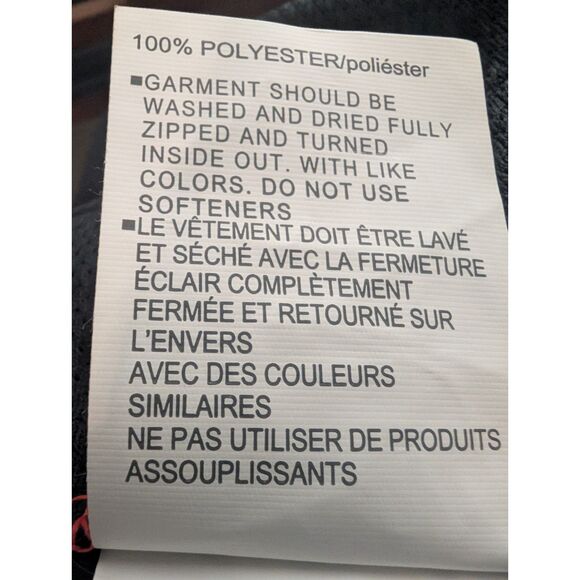 100% POLYESTER/poliéster
■GARMENT SHOULD BE
WASHED AND DRIED FULLY
ZIPPED AND TURNED
INSIDE OUT. WITH LIKE
COLORS. DO NOT USE
SOFTENERS
■LE VÊTEMENT DOIT ÊTRE LAVÉ
ET SÉCHÉ AVEC LA FERMETURE
ÉCLAIR COMPLÈTEMENT
FERMÉE ET RETOURNÉ SUR
L'ENVERS
AVEC DES COULEURS
SIMILAIRES
NE PAS UTILISER DE PRODUITS
ASSOUPLISSANTS